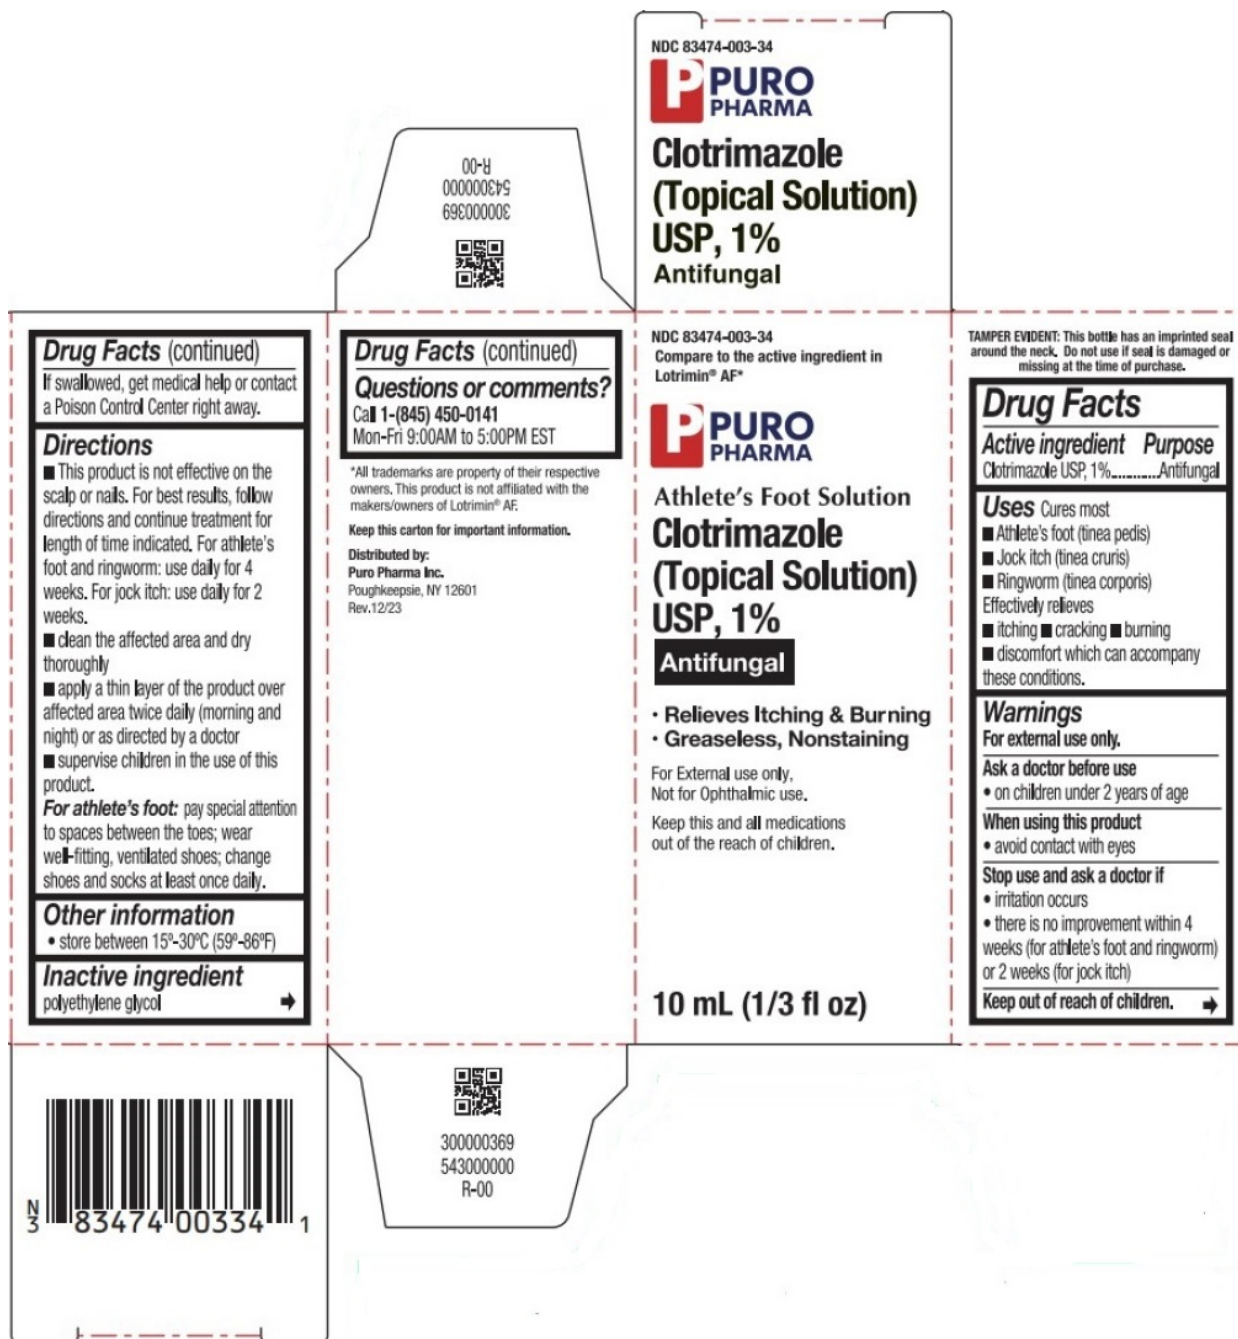 NDC 83474-003-34
PURO
PHARMA
Clotrimazole
(Topical Solution)
USP, 1%
Antifungal
300000369
543000000
R-00
Drug Facts (continued)
If swallowed, get medical help or contact
a Poison Control Center right away.
Directions
■ This product is not effective on the
scalp or nails. For best results, follow
directions and continue treatment for
length of time indicated. For athlete's
foot and ringworm: use daily for 4
weeks. For jock itch: use daily for 2
weeks.
■ clean the affected area and dry
thoroughly
■ apply a thin layer of the product over
affected area twice daily (morning and
night) or as directed by a doctor
■ supervise children in the use of this
product.
For athlete's foot: pay special attention
to spaces between the toes; wear
well-fitting, ventilated shoes; change
shoes and socks at least once daily.
Other information
• store between 15º-30ºC (59º-86ºF)
Inactive ingredient
polyethylene glycol
Drug Facts (continued)
Questions or comments?
Call 1-(845) 450-0141
Mon-Fri 9:00AM to 5:00PM EST
*All trademarks are property of their respective
owners. This product is not affiliated with the
makers/owners of Lotrimin® AF.
Keep this carton for important information.
Distributed by:
Puro Pharma Inc.
Poughkeepsie, NY 12601
Rev.12/23
NDC 83474-003-34
Compare to the active ingredient in
Lotrimin® AF*
PURO
PHARMA
Athlete's Foot Solution
Clotrimazole
(Topical Solution)
USP, 1%
Antifungal
• Relieves Itching & Burning
• Greaseless, Nonstaining
For External use only,
Not for Ophthalmic use.
Keep this and all medications
out of the reach of children.
10 mL (1/3 fl oz)
TAMPER EVIDENT: This bottle has an imprinted seal
around the neck. Do not use if seal is damaged or
missing at the time of purchase.
Drug Facts
Active ingredient Purpose
Clotrimazole USP, 1%.............Antifungal
Uses Cures most
■ Athlete's foot (tinea pedis)
■ Jock itch (tinea cruris)
■ Ringworm (tinea corporis)
Effectively relieves
■ itching ■ cracking ■ burning
■ discomfort which can accompany
these conditions.
Warnings
For external use only.
Ask a doctor before use
• on children under 2 years of age
When using this product
• avoid contact with eyes
Stop use and ask a doctor if
• irritation occurs
• there is no improvement within 4
weeks (for athlete's foot and ringworm)
or 2 weeks (for jock itch)
Keep out of reach of children.
N
3 83474 00334 1
300000369
543000000
R-00